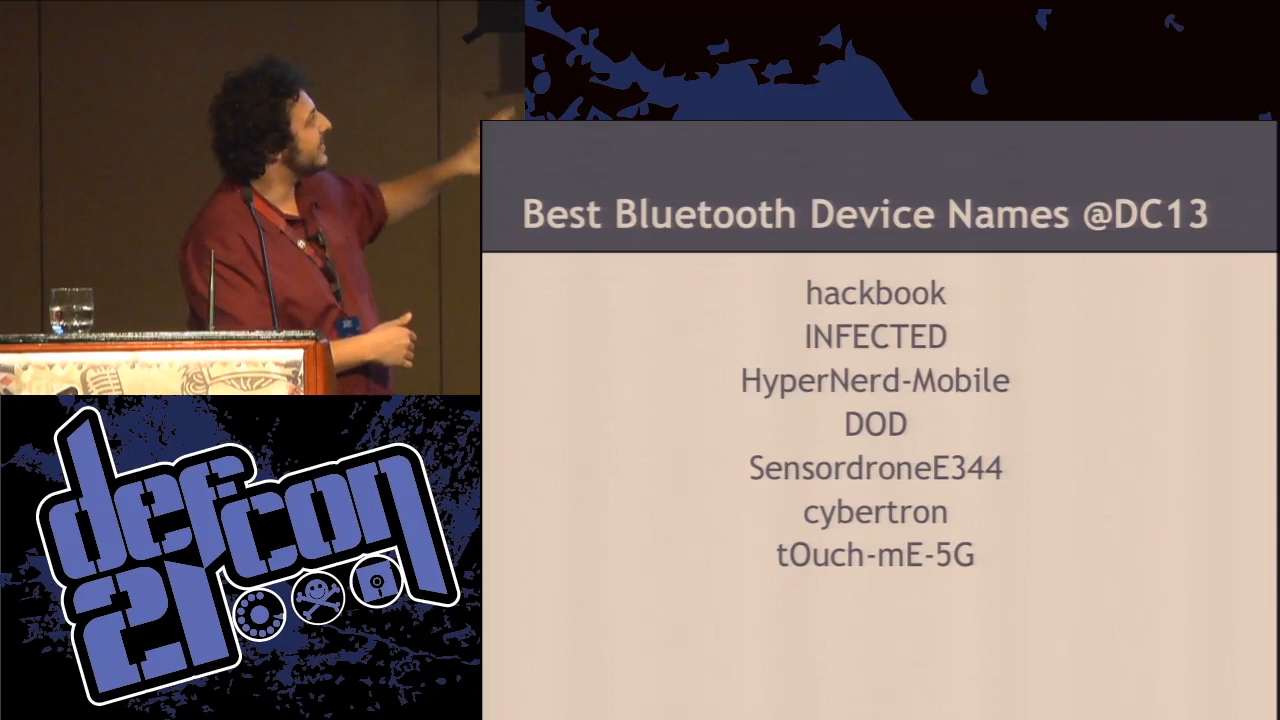 Best Bluetooth Device Names @DC13
hackbook
INFECTED
HyperNerd-Mobile
DOD
SensordroneE344
cybertron
tOuch-mE-5G
defcon
21